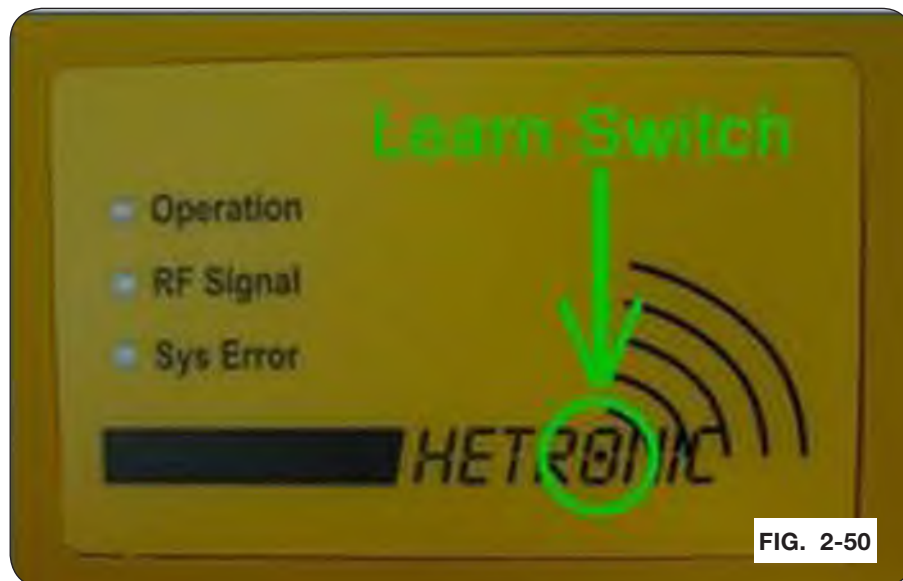 Learn Switch
Operation
RF Signal
Sys Error
HETRONIC
FIG. 2-50